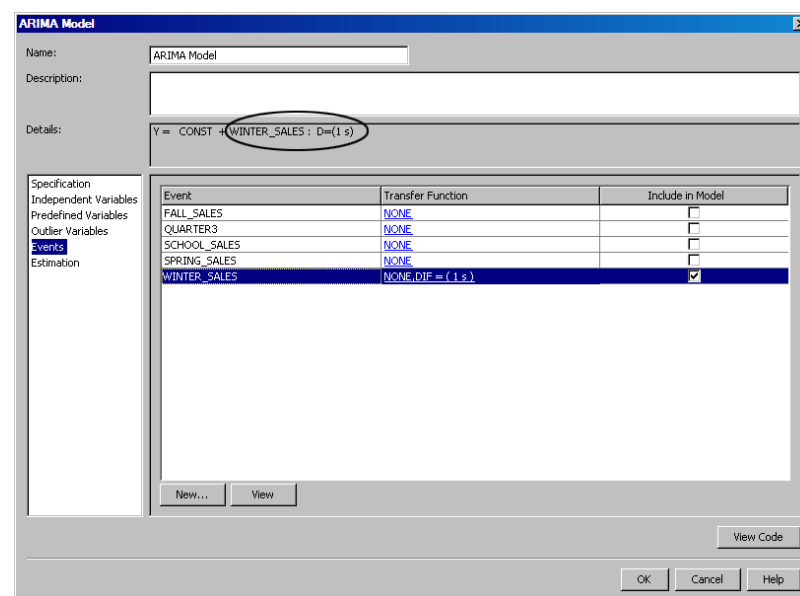 ARIMA Model
Name:
ARIMA Model
Description:
Details:
Y = CONST + WINTER_SALES : D=(1 s)
Specification
Independent Variables
Predefined Variables
Outlier Variables
Events
Estimation
Event Transfer Function Include in Model
FALL_SALES NONE
QUARTER3 NONE
SCHOOL_SALES NONE
SPRING_SALES NONE
WINTER_SALES NONE,DIF = ( 1 s )
New... View
View Code
OK Cancel Help